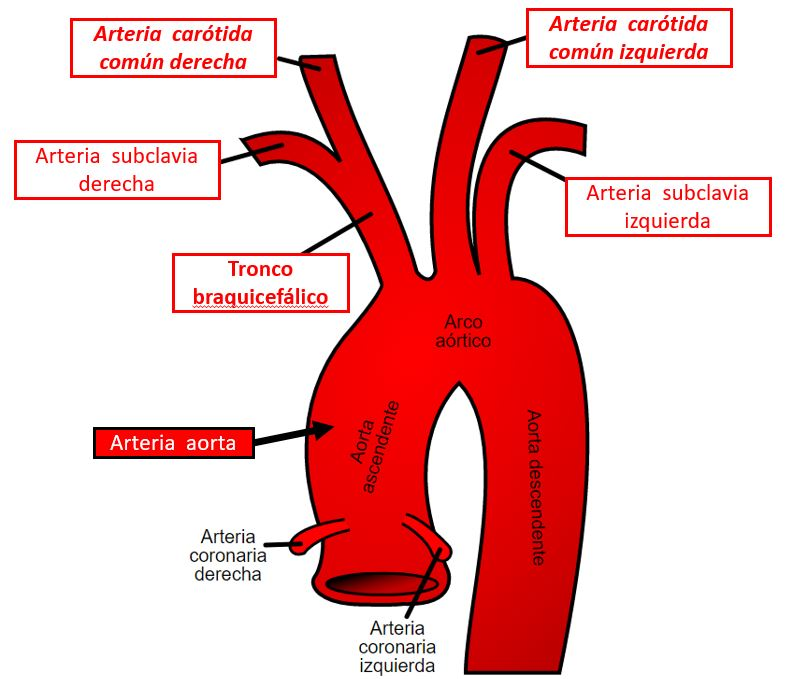 Arteria carótida
común derecha
Arteria carótida
común izquierda
Arteria subclavia
derecha
Arteria subclavia
izquierda
Tronco
braquicefálico
Arco
aórtico
Arteria aorta
Aorta
ascendente
Aorta descendente
Arteria
coronaria
derecha
Arteria
coronaria
izquierda